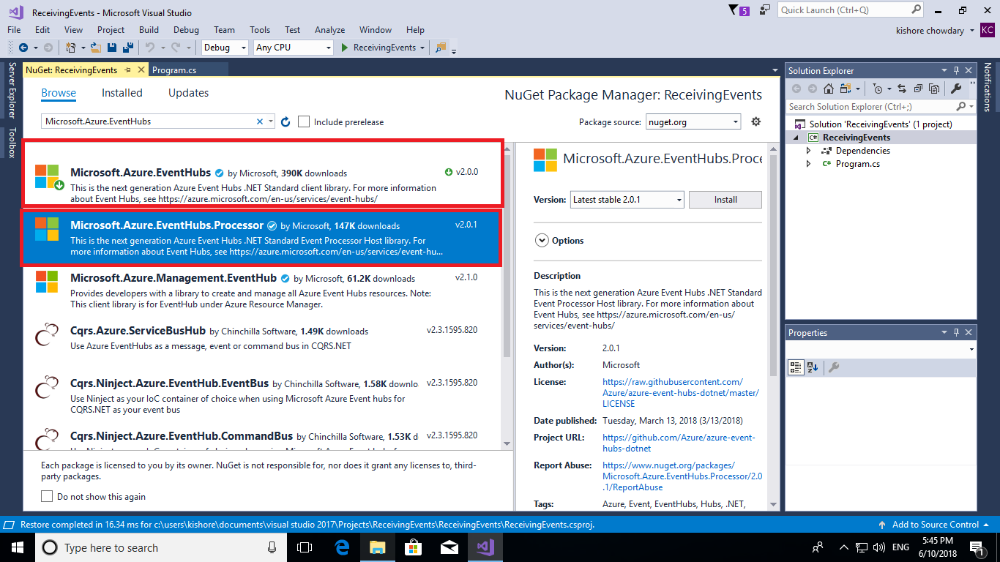 ReceivingEvents - Microsoft Visual Studio
5
Quick Launch (Ctrl+Q)
File Edit View Project Build Debug Team Tools Test Analyze Window Help
kishore chowdary KC
Debug Any CPU ReceivingEvents
Server Explorer
Toolbox
NuGet: ReceivingEvents Program.cs
Browse Installed Updates
NuGet Package Manager: ReceivingEvents
Microsoft.Azure.EventHubs
Include prerelease
Package source: nuget.org
Microsoft.Azure.EventHubs by Microsoft, 390K downloads v2.0.0
This is the next generation Azure Event Hubs .NET Standard client library. For more information
about Event Hubs, see https://azure.microsoft.com/en-us/services/event-hubs/
Microsoft.Azure.EventHubs.Processor by Microsoft, 147K downloads v2.0.1
This is the next generation Azure Event Hubs .NET Standard Event Processor Host library. For
more information about Event Hubs, see https://azure.microsoft.com/en-us/services/event-hu...
Microsoft.Azure.Management.EventHub by Microsoft, 61.2K downloads v2.1.0
Provides developers with a library to create and manage all Azure Event Hubs resources. Note:
This client library is for EventHub under Azure Resource Manager.
Cqrs.Azure.ServiceBusHub by Chinchilla Software, 1.49K downloads v2.3.1595.820
Use Azure EventHubs as a message, event or command bus in CQRS.NET
Cqrs.Ninject.Azure.EventHub.EventBus by Chinchilla Software, 1.58K downlo v2.3.1595.820
Use Ninject as your IoC container of choice when using Microsoft Azure Event hubs for
CQRS.NET as your event bus
Cqrs.Ninject.Azure.EventHub.CommandBus by Chinchilla Software, 1.53K d v2.3.1595.820
Each package is licensed to you by its owner. NuGet is not responsible for, nor does it grant any licenses to, third-
party packages.
Do not show this again
Microsoft.Azure.EventHubs.Proce
Version: Latest stable 2.0.1 Install
Options
Description
This is the next generation Azure Event Hubs .NET Standard
Event Processor Host library. For more information about
Event Hubs, see https://azure.microsoft.com/en-us/
services/event-hubs/
Version: 2.0.1
Author(s): Microsoft
License: https://raw.githubusercontent.com/
Azure/azure-event-hubs-dotnet/master/
LICENSE
Date published: Tuesday, March 13, 2018 (3/13/2018)
Project URL: https://github.com/Azure/azure-event-
hubs-dotnet
Report Abuse: https://www.nuget.org/packages/
Microsoft.Azure.EventHubs.Processor/2.0
.1/ReportAbuse
Tags: Azure, Event, EventHubs, Hubs, .NET,
Solution Explorer
Search Solution Explorer (Ctrl+;)
Solution 'ReceivingEvents' (1 project)
C# ReceivingEvents
Dependencies
C# Program.cs
Properties
Notifications
Restore completed in 16.34 ms for c:\users\kishore\documents\visual studio 2017\Projects\ReceivingEvents\ReceivingEvents\ReceivingEvents.csproj.
Add to Source Control
Type here to search
ENG
5:45 PM
6/10/2018
1